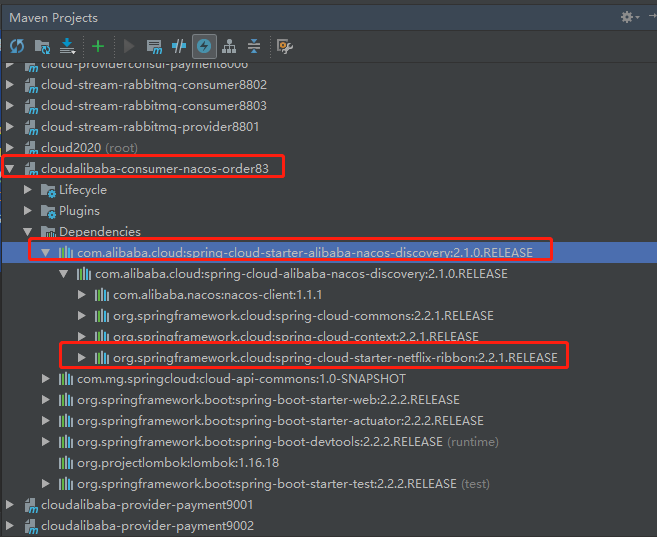 Maven Projects
cloud-providerconsul-payment8006
cloud-stream-rabbitmq-consumer8802
cloud-stream-rabbitmq-consumer8803
cloud-stream-rabbitmq-provider8801
cloud2020 (root)
cloudalibaba-consumer-nacos-order83
Lifecycle
Plugins
Dependencies
com.alibaba.cloud:spring-cloud-starter-alibaba-nacos-discovery:2.1.0.RELEASE
com.alibaba.cloud:spring-cloud-alibaba-nacos-discovery:2.1.0.RELEASE
com.alibaba.nacos:nacos-client:1.1.1
org.springframework.cloud:spring-cloud-commons:2.2.1.RELEASE
org.springframework.cloud:spring-cloud-context:2.2.1.RELEASE
org.springframework.cloud:spring-cloud-starter-netflix-ribbon:2.2.1.RELEASE
com.mg.springcloud:cloud-api-commons:1.0-SNAPSHOT
org.springframework.boot:spring-boot-starter-web:2.2.2.RELEASE
org.springframework.boot:spring-boot-starter-actuator:2.2.2.RELEASE
org.springframework.boot:spring-boot-devtools:2.2.2.RELEASE (runtime)
org.projectlombok:lombok:1.16.18
org.springframework.boot:spring-boot-starter-test:2.2.2.RELEASE (test)
cloudalibaba-provider-payment9001
cloudalibaba-provider-payment9002